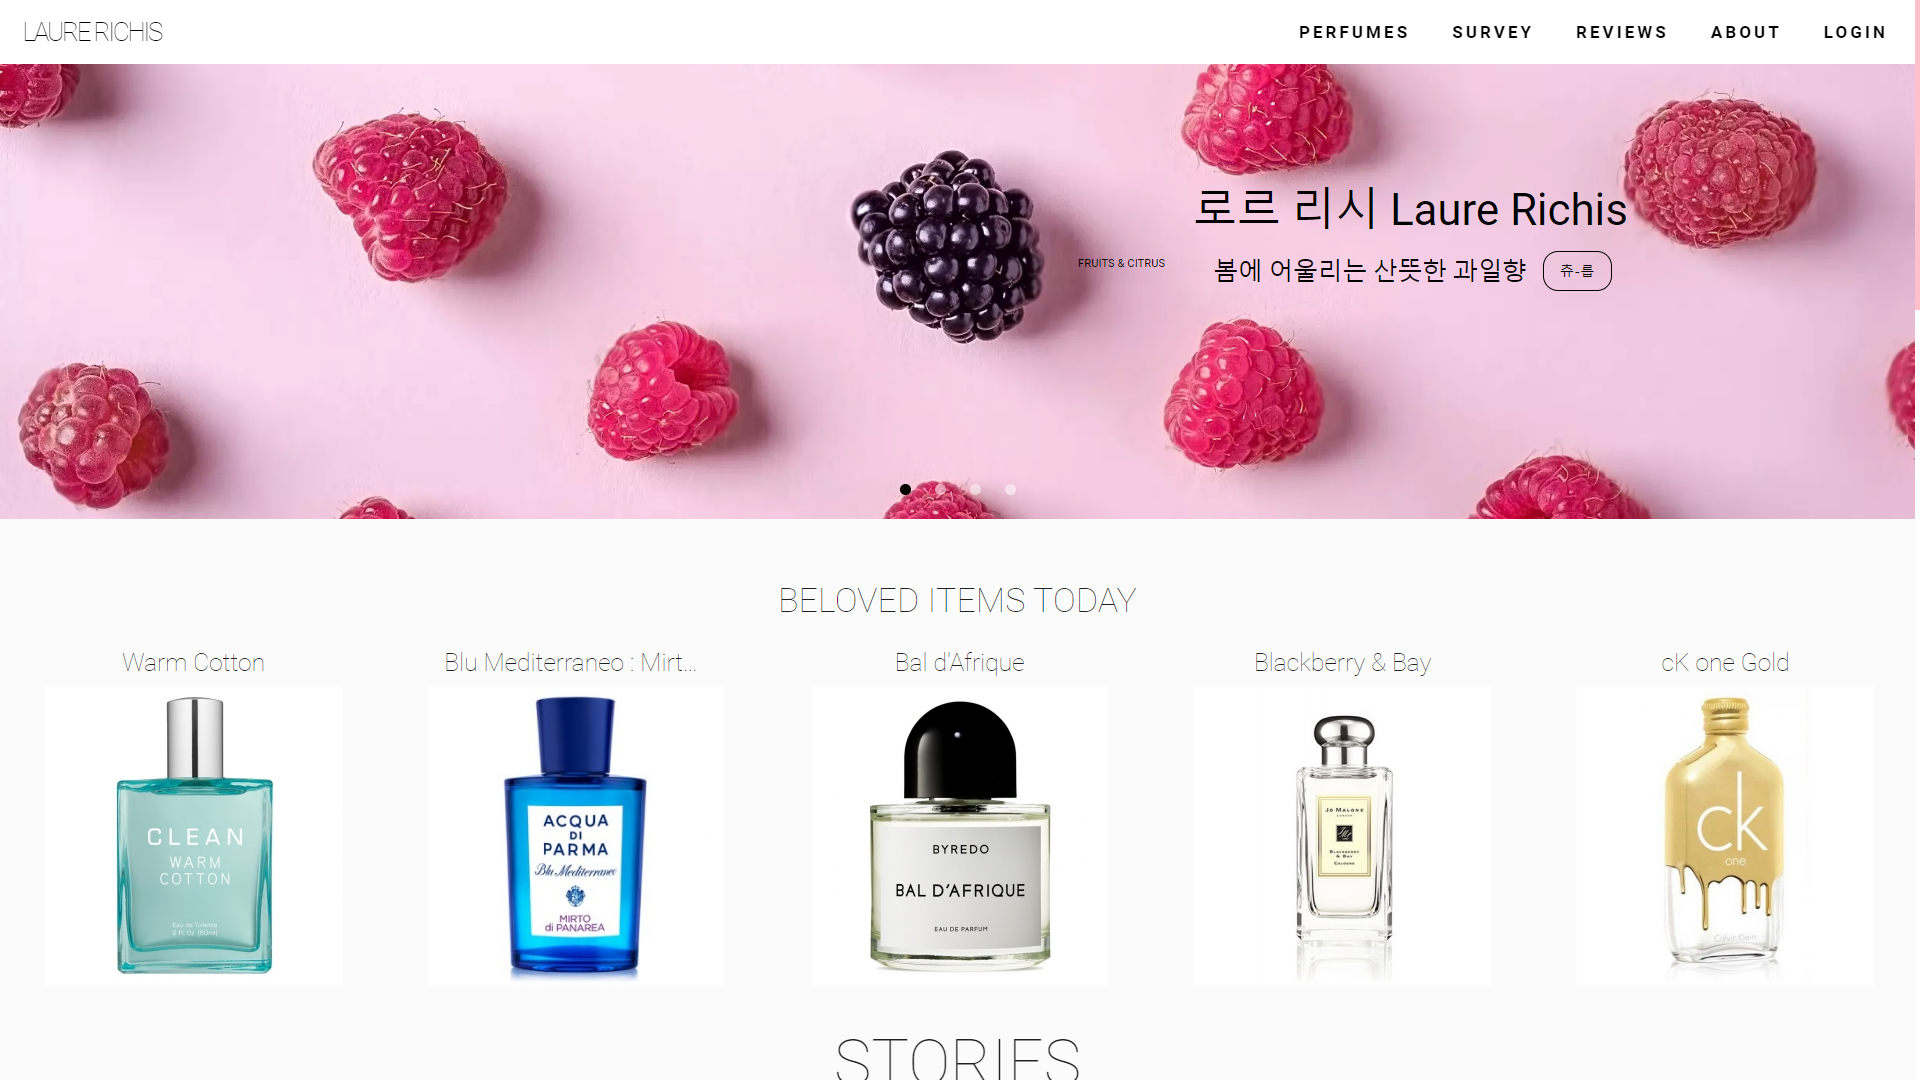 LAURE RICHIS
PERFUMES SURVEY REVIEWS ABOUT LOGIN
로르 리시 Laure Richis
FRUITS & CITRUS
봄에 어울리는 산뜻한 과일향
츄-릅
BELOVED ITEMS TODAY
Warm Cotton
Blu Mediterraneo : Mirt...
Bal d'Afrique
Blackberry & Bay
cK one Gold
CLEAN
WARM
COTTON
Eau de Toilette
2 Fl. Oz. (60ml)
ACQUA
DI
PARMA
Blu Mediterraneo
MIRTO
di PANAREA
BYREDO
BAL D'AFRIQUE
EAU DE PARFUM
JO MALONE
LONDON
BLACKBERRY
& BAY
COLOGNE
ck
one
Calvin Klein
STORIES